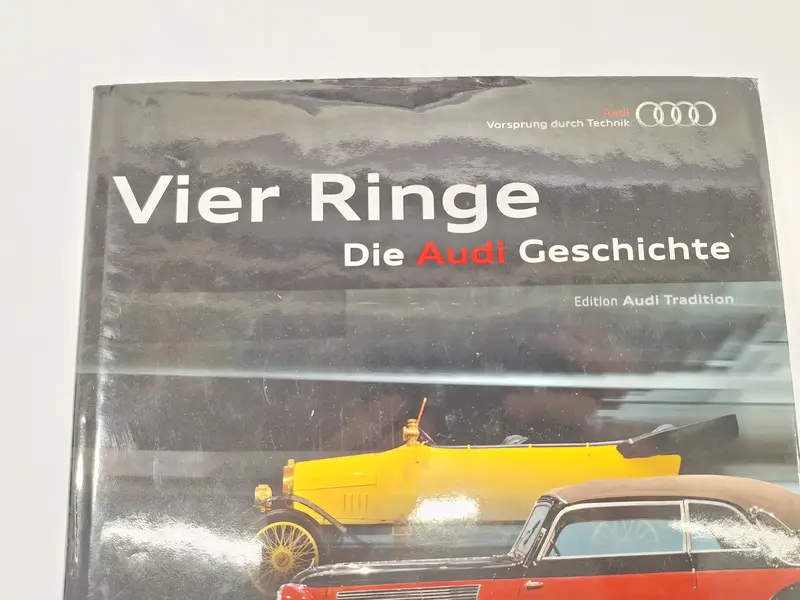 Audi
Vorsprung durch Technik
Vier Ringe
Die Audi Geschichte
Edition Audi Tradition